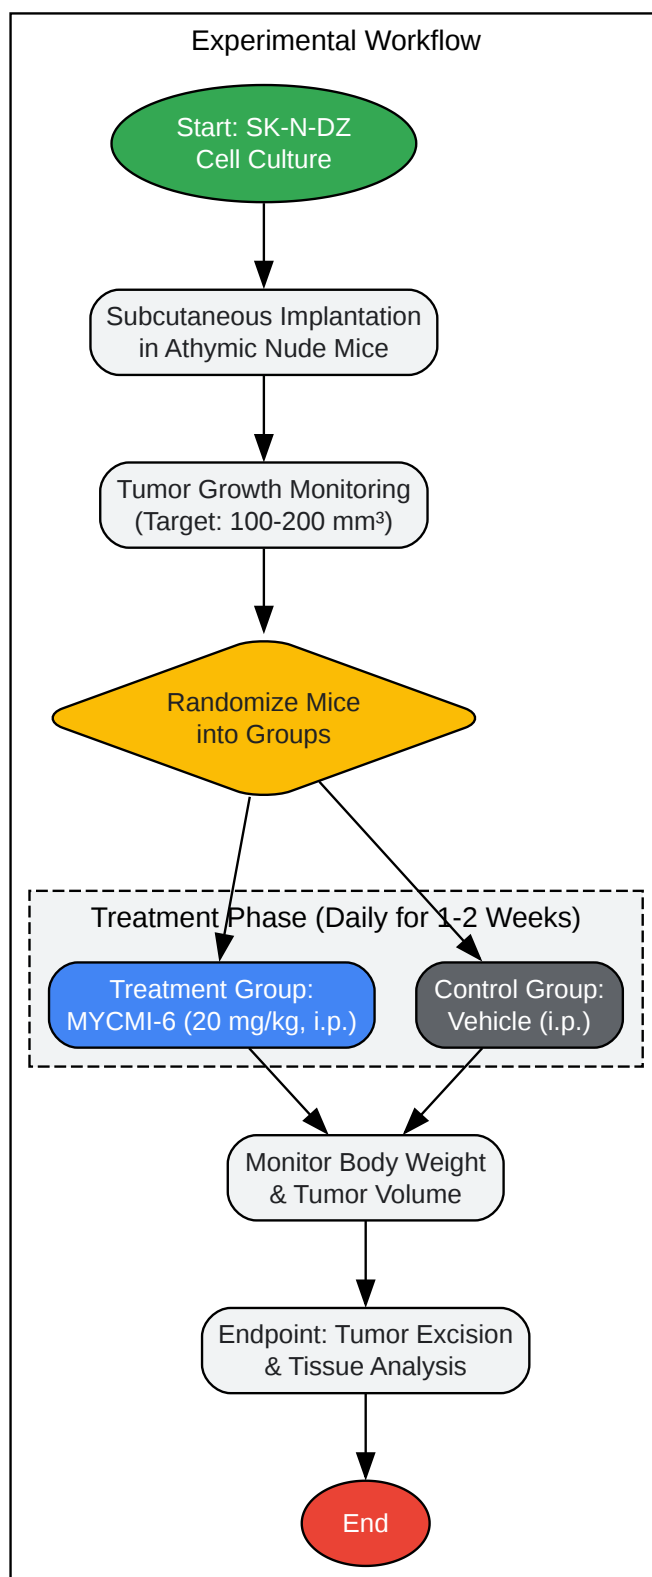 Experimental Workflow
Start: SK-N-DZ
Cell Culture
Subcutaneous Implantation
in Athymic Nude Mice
Tumor Growth Monitoring
(Target: 100-200 mm³)
Randomize Mice
into Groups
Treatment Phase (Daily for 1-2 Weeks)
Treatment Group:
MYCMI-6 (20 mg/kg, i.p.)
Control Group:
Vehicle (i.p.)
Monitor Body Weight
& Tumor Volume
Endpoint: Tumor Excision
& Tissue Analysis
End